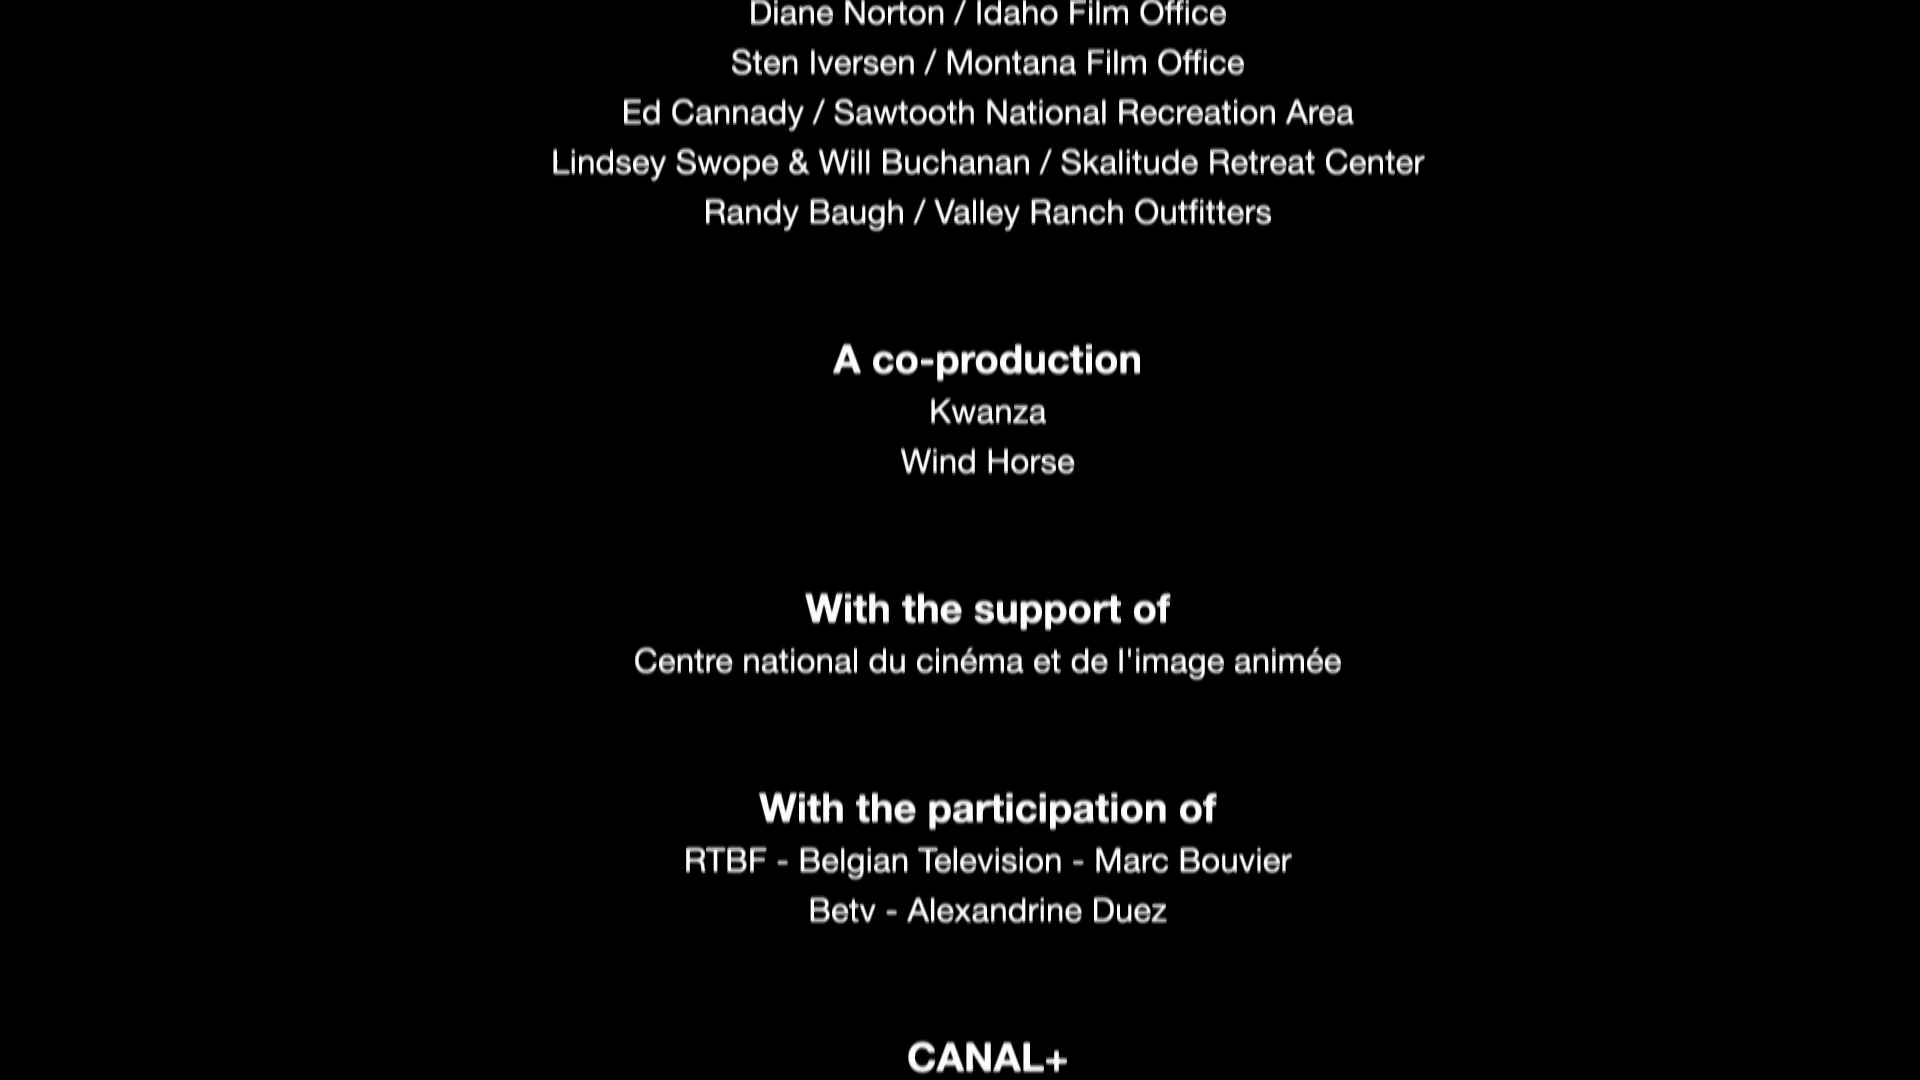 Diane Norton / Idaho Film Office
Sten Iversen / Montana Film Office
Ed Cannady / Sawtooth National Recreation Area
Lindsey Swope & Will Buchanan / Skalitude Retreat Center
Randy Baugh / Valley Ranch Outfitters
A co-production
Kwanza
Wind Horse
With the support of
Centre national du cinéma et de l'image animée
With the participation of
RTBF - Belgian Television - Marc Bouvier
Betv - Alexandrine Duez
CANAL+